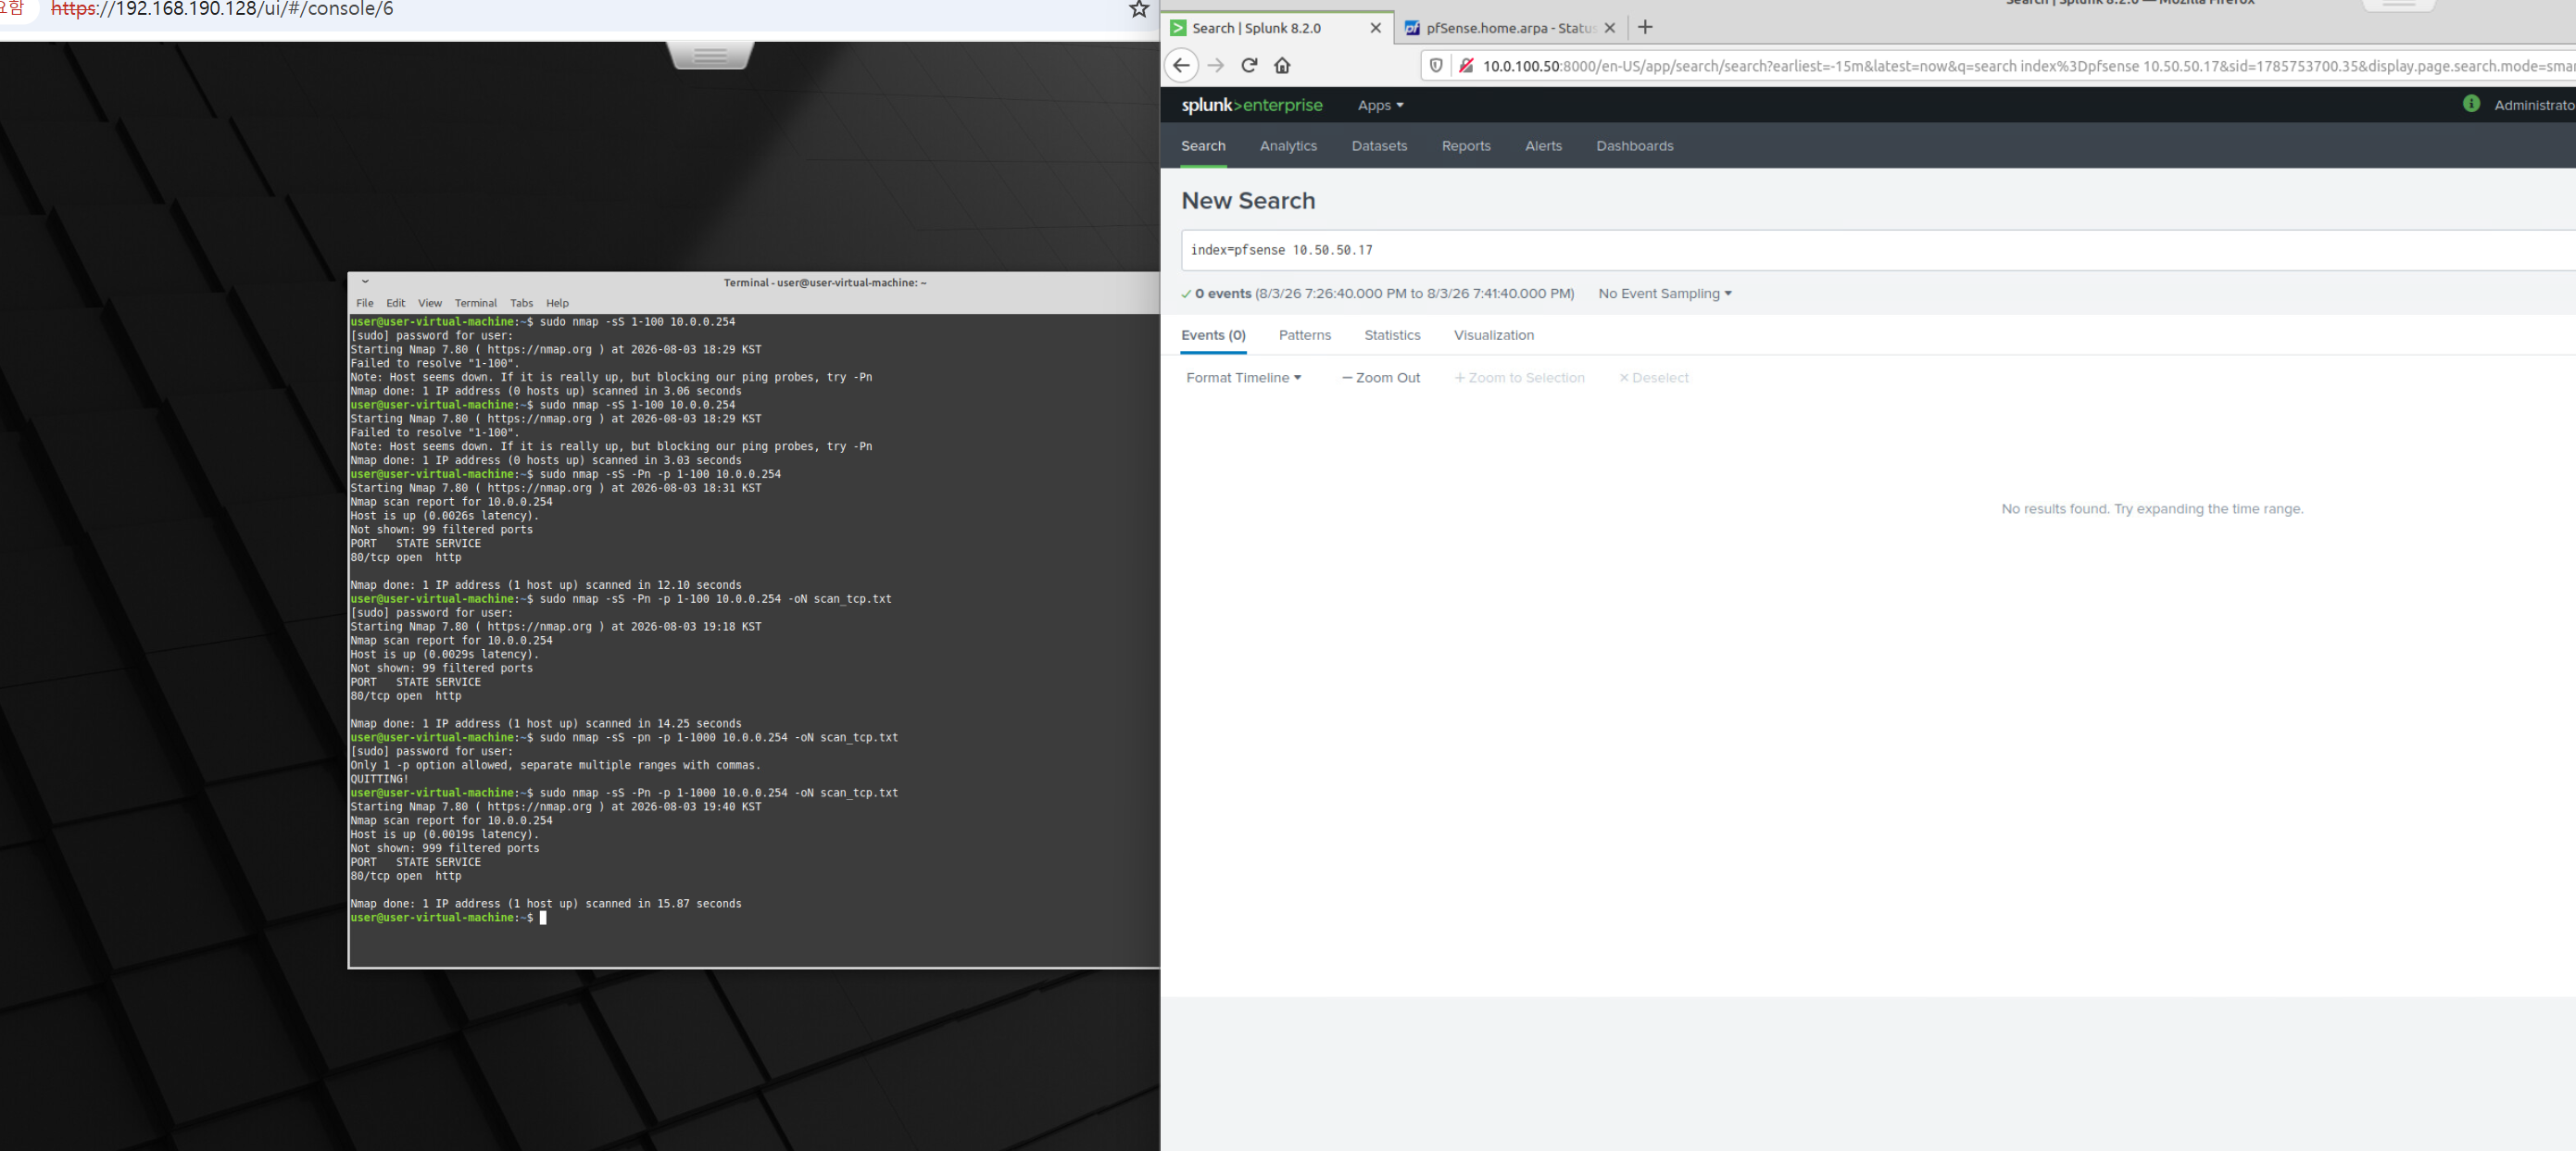 요함 https://192.168.190.128/ui/#/console/6
Terminal - user@user-virtual-machine: ~
File Edit View Terminal Tabs Help
user@user-virtual-machine:~$ sudo nmap -sS 1-100 10.0.0.254
[sudo] password for user:
Starting Nmap 7.80 ( https://nmap.org ) at 2026-08-03 18:29 KST
Failed to resolve "1-100".
Note: Host seems down. If it is really up, but blocking our ping probes, try -Pn
Nmap done: 1 IP address (0 hosts up) scanned in 3.06 seconds
user@user-virtual-machine:~$ sudo nmap -sS 1-100 10.0.0.254
Starting Nmap 7.80 ( https://nmap.org ) at 2026-08-03 18:29 KST
Failed to resolve "1-100".
Note: Host seems down. If it is really up, but blocking our ping probes, try -Pn
Nmap done: 1 IP address (0 hosts up) scanned in 3.03 seconds
user@user-virtual-machine:~$ sudo nmap -sS -Pn -p 1-100 10.0.0.254
Starting Nmap 7.80 ( https://nmap.org ) at 2026-08-03 18:31 KST
Nmap scan report for 10.0.0.254
Host is up (0.0026s latency).
Not shown: 99 filtered ports
PORT   STATE SERVICE
80/tcp open  http
Nmap done: 1 IP address (1 host up) scanned in 12.10 seconds
user@user-virtual-machine:~$ sudo nmap -sS -Pn -p 1-100 10.0.0.254 -oN scan_tcp.txt
[sudo] password for user:
Starting Nmap 7.80 ( https://nmap.org ) at 2026-08-03 19:18 KST
Nmap scan report for 10.0.0.254
Host is up (0.0029s latency).
Not shown: 99 filtered ports
PORT   STATE SERVICE
80/tcp open  http
Nmap done: 1 IP address (1 host up) scanned in 14.25 seconds
user@user-virtual-machine:~$ sudo nmap -sS -pn -p 1-1000 10.0.0.254 -oN scan_tcp.txt
[sudo] password for user:
Only 1 -p option allowed, separate multiple ranges with commas.
QUITTING!
user@user-virtual-machine:~$ sudo nmap -sS -Pn -p 1-1000 10.0.0.254 -oN scan_tcp.txt
Starting Nmap 7.80 ( https://nmap.org ) at 2026-08-03 19:40 KST
Nmap scan report for 10.0.0.254
Host is up (0.0019s latency).
Not shown: 999 filtered ports
PORT   STATE SERVICE
80/tcp open  http
Nmap done: 1 IP address (1 host up) scanned in 15.87 seconds
user@user-virtual-machine:~$
Search | Splunk 8.2.0 — Mozilla Firefox
Search | Splunk 8.2.0 pfSense.home.arpa - Status
10.0.100.50:8000/en-US/app/search/search?earliest=-15m&latest=now&q=search index%3Dpfsense 10.50.50.17&sid=1785753700.35&display.page.search.mode=smar
splunk>enterprise Apps Administrato
Search Analytics Datasets Reports Alerts Dashboards
New Search
index=pfsense 10.50.50.17
0 events (8/3/26 7:26:40.000 PM to 8/3/26 7:41:40.000 PM) No Event Sampling
Events (0) Patterns Statistics Visualization
Format Timeline — Zoom Out + Zoom to Selection × Deselect
No results found. Try expanding the time range.